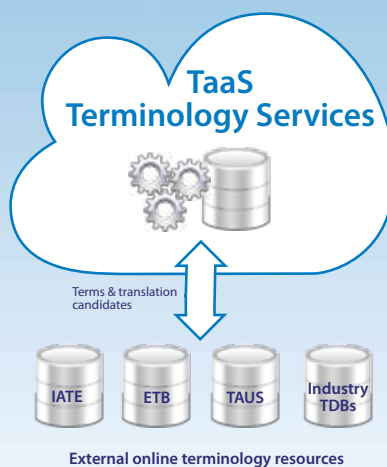 TaaS
Terminology Services
Terms & translation
candidates
IATE
ETB
TAUS
Industry
TDBs
External online terminology resources